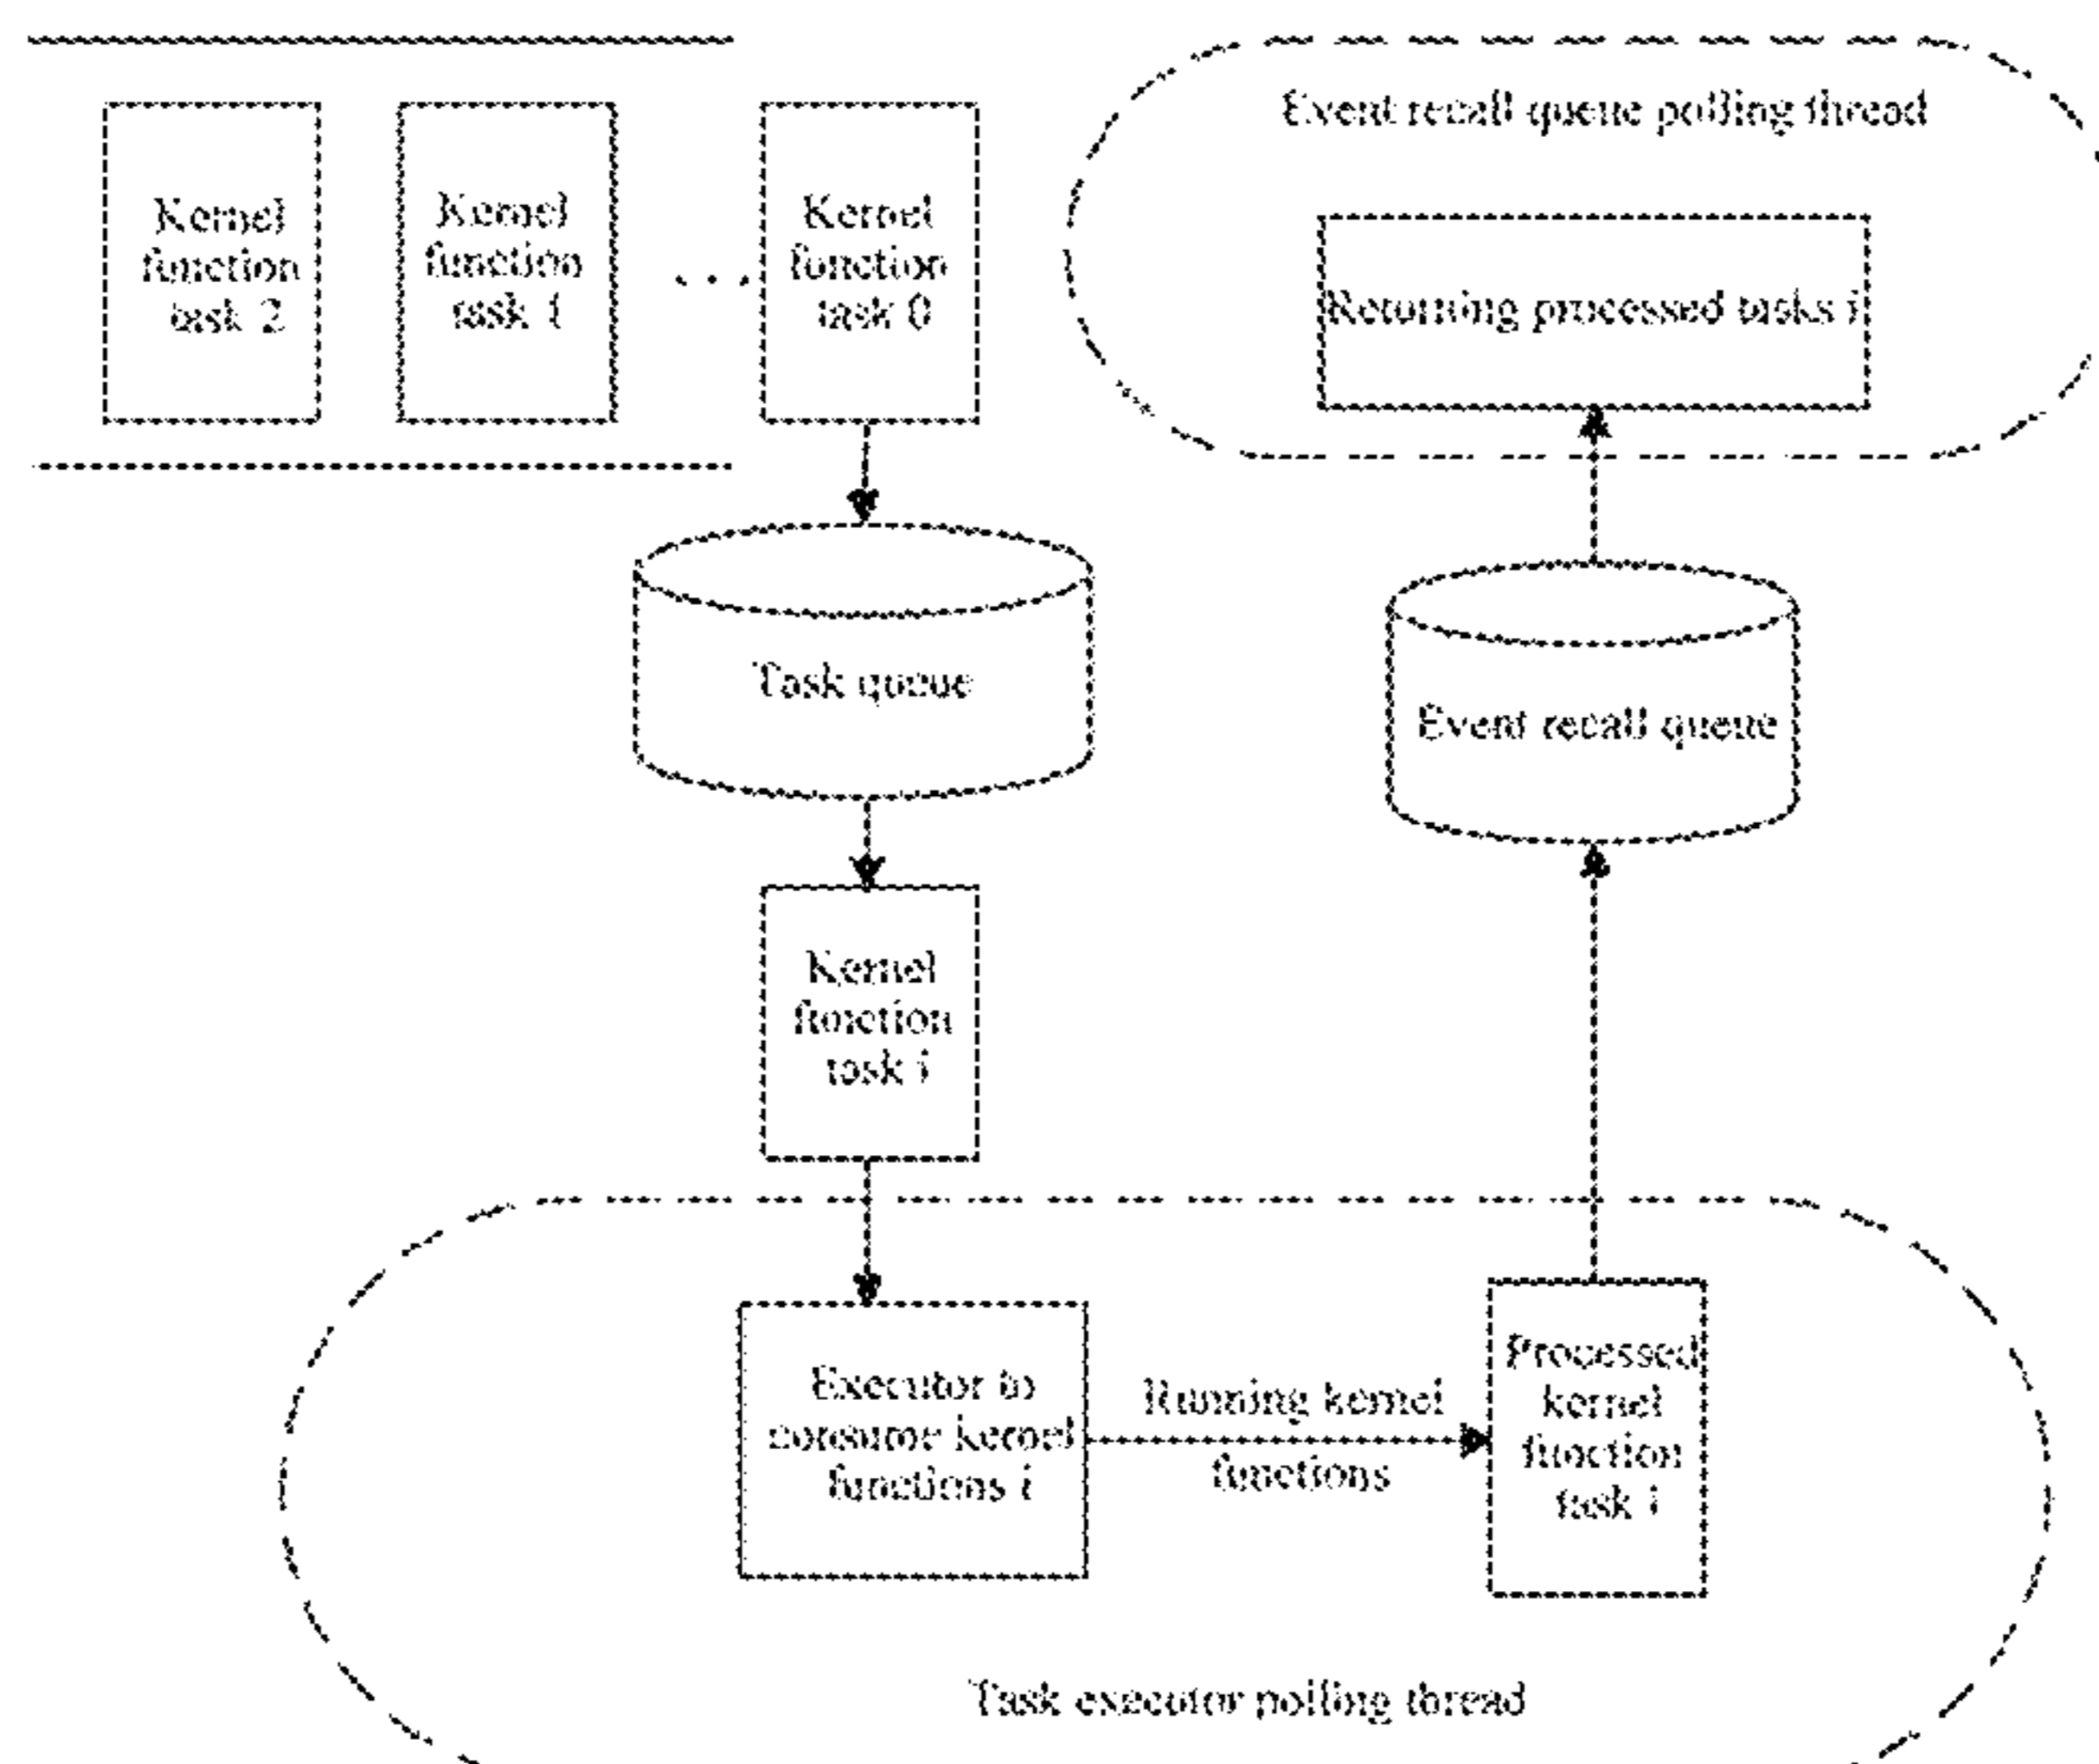 Kernel
function
task 2
Kernel
function
task 1
...
Kernel
function
task 0
Event recall queue polling thread
Returning processed tasks i
Task queue
Event recall queue
Kernel
function
task i
Executor to
consume kernel
functions i
Running kernel
functions
Processed
kernel
function
task i
Task executor polling thread